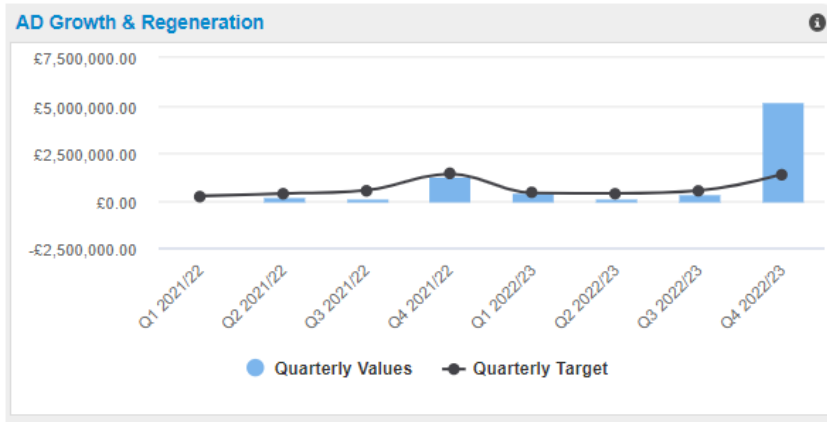 AD Growth & Regeneration
£7,500,000.00
£5,000,000.00
£2,500,000.00
£0.00
-£2,500,000.00
Q1 2021/22
Q2 2021/22
Q3 2021/22
Q4 2021/22
Q1 2022/23
Q2 2022/23
Q3 2022/23
Q4 2022/23
Quarterly Values
Quarterly Target